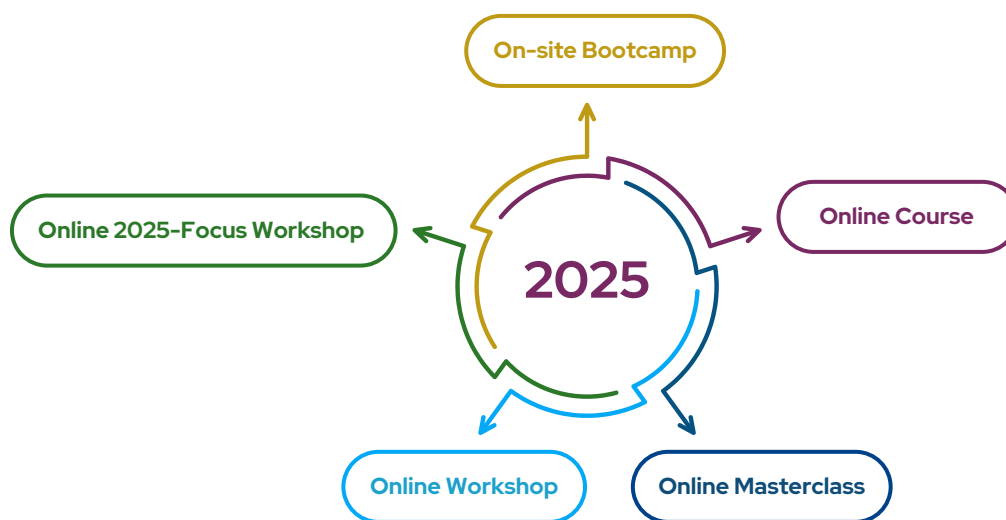 On-site Bootcamp
Online Course
Online 2025-Focus Workshop
2025
Online Workshop
Online Masterclass